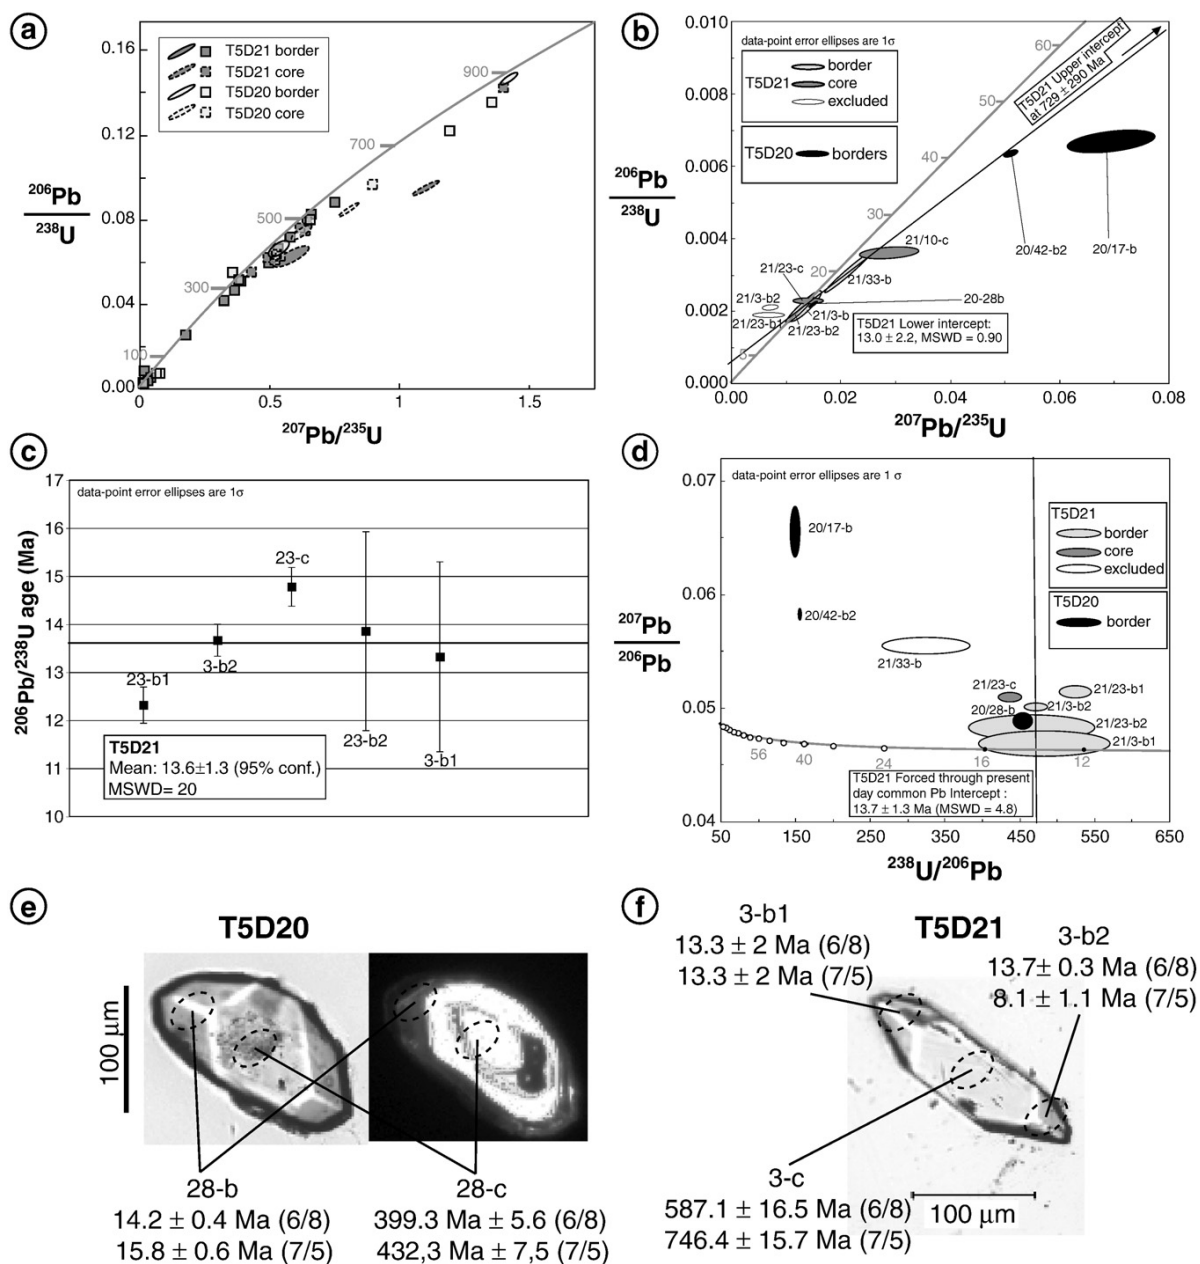 a
0.16
0.12
0.08
0.04
0.00
0
0.5
1
1.5
206Pb
238U
207Pb/235U
T5D21 border
T5D21 core
T5D20 border
T5D20 core
100
300
500
700
900
b
data-point error ellipses are 1σ
T5D21
border
core
excluded
T5D20
borders
0.010
0.008
0.006
0.004
0.002
0.000
0.00
0.02
0.04
0.06
0.08
206Pb
238U
207Pb/235U
60
50
40
30
20
5
T5D21 Upper intercept
at 729 ± 290 Ma
21/10-c
20/42-b2
20/17-b
21/23-c
21/33-b
21/3-b2
20-28b
21/23-b1
21/3-b
21/23-b2
T5D21 Lower intercept:
13.0 ± 2.2, MSWD = 0.90
c
data-point error ellipses are 1σ
17
16
15
14
13
12
11
10
206Pb/238U age (Ma)
23-c
3-b2
23-b1
23-b2
3-b1
T5D21
Mean: 13.6±1.3 (95% conf.)
MSWD= 20
d
data-point error ellipses are 1 σ
0.07
0.06
0.05
0.04
207Pb
206Pb
50
150
250
350
450
550
650
238U/206Pb
T5D21
border
core
excluded
T5D20
border
20/17-b
20/42-b2
21/33-b
21/23-c
21/23-b1
20/28-b
21/3-b2
21/23-b2
21/3-b1
56
40
24
16
12
T5D21 Forced through present
day common Pb Intercept :
13.7 ± 1.3 Ma (MSWD = 4.8)
e
T5D20
100 µm
28-b
14.2 ± 0.4 Ma (6/8)
15.8 ± 0.6 Ma (7/5)
28-c
399.3 Ma ± 5.6 (6/8)
432,3 Ma ± 7,5 (7/5)
f
T5D21
3-b1
13.3 ± 2 Ma (6/8)
13.3 ± 2 Ma (7/5)
3-b2
13.7± 0.3 Ma (6/8)
8.1 ± 1.1 Ma (7/5)
3-c
587.1 ± 16.5 Ma (6/8)
746.4 ± 15.7 Ma (7/5)
100 µm